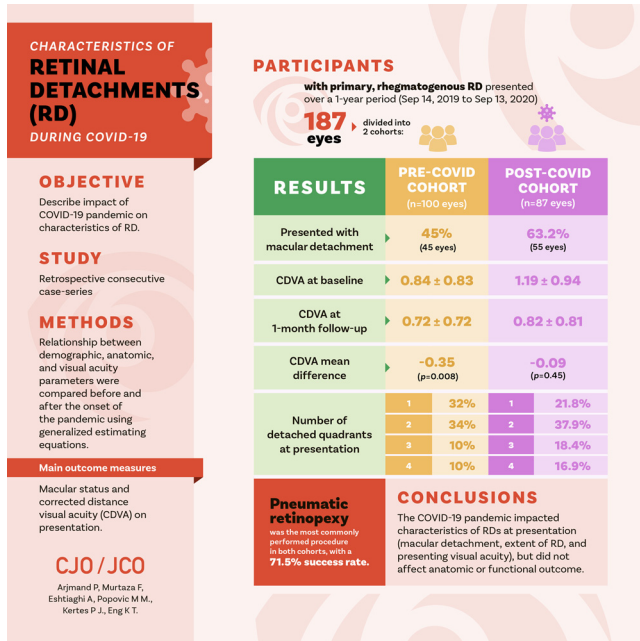 CHARACTERISTICS OF
RETINAL
DETACHMENTS
(RD)
DURING COVID-19
OBJECTIVE
Describe impact of
COVID-19 pandemic on
characteristics of RD.
STUDY
Retrospective consecutive
case-series
METHODS
Relationship between
demographic, anatomic,
and visual acuity
parameters were
compared before and
after the onset of
the pandemic using
generalized estimating
equations.
Main outcome measures
Macular status and
corrected distance
visual acuity (CDVA) on
presentation.
CJO / JCO
Arjmand P, Murtaza F,
Eshtiaghi A, Popovic M M.,
Kertes P J., Eng K T.
PARTICIPANTS
with primary, rhegmatogenous RD presented
over a 1-year period (Sep 14, 2019 to Sep 13, 2020)
187
eyes
divided into
2 cohorts:
RESULTS
PRE-COVID
COHORT
(n=100 eyes)
POST-COVID
COHORT
(n=87 eyes)
Presented with
macular detachment
45%
(45 eyes)
63.2%
(55 eyes)
CDVA at baseline
0.84 ± 0.83
1.19 ± 0.94
CDVA at
1-month follow-up
0.72 ± 0.72
0.82 ± 0.81
CDVA mean
difference
-0.35
(p=0.008)
-0.09
(p=0.45)
Number of
detached quadrants
at presentation
1 32% 1 21.8%
2 34% 2 37.9%
3 10% 3 18.4%
4 10% 4 16.9%
Pneumatic
retinopexy
was the most commonly
performed procedure
in both cohorts, with a
71.5% success rate.
CONCLUSIONS
The COVID-19 pandemic impacted
characteristics of RDs at presentation
(macular detachment, extent of RD, and
presenting visual acuity), but did not
affect anatomic or functional outcome.